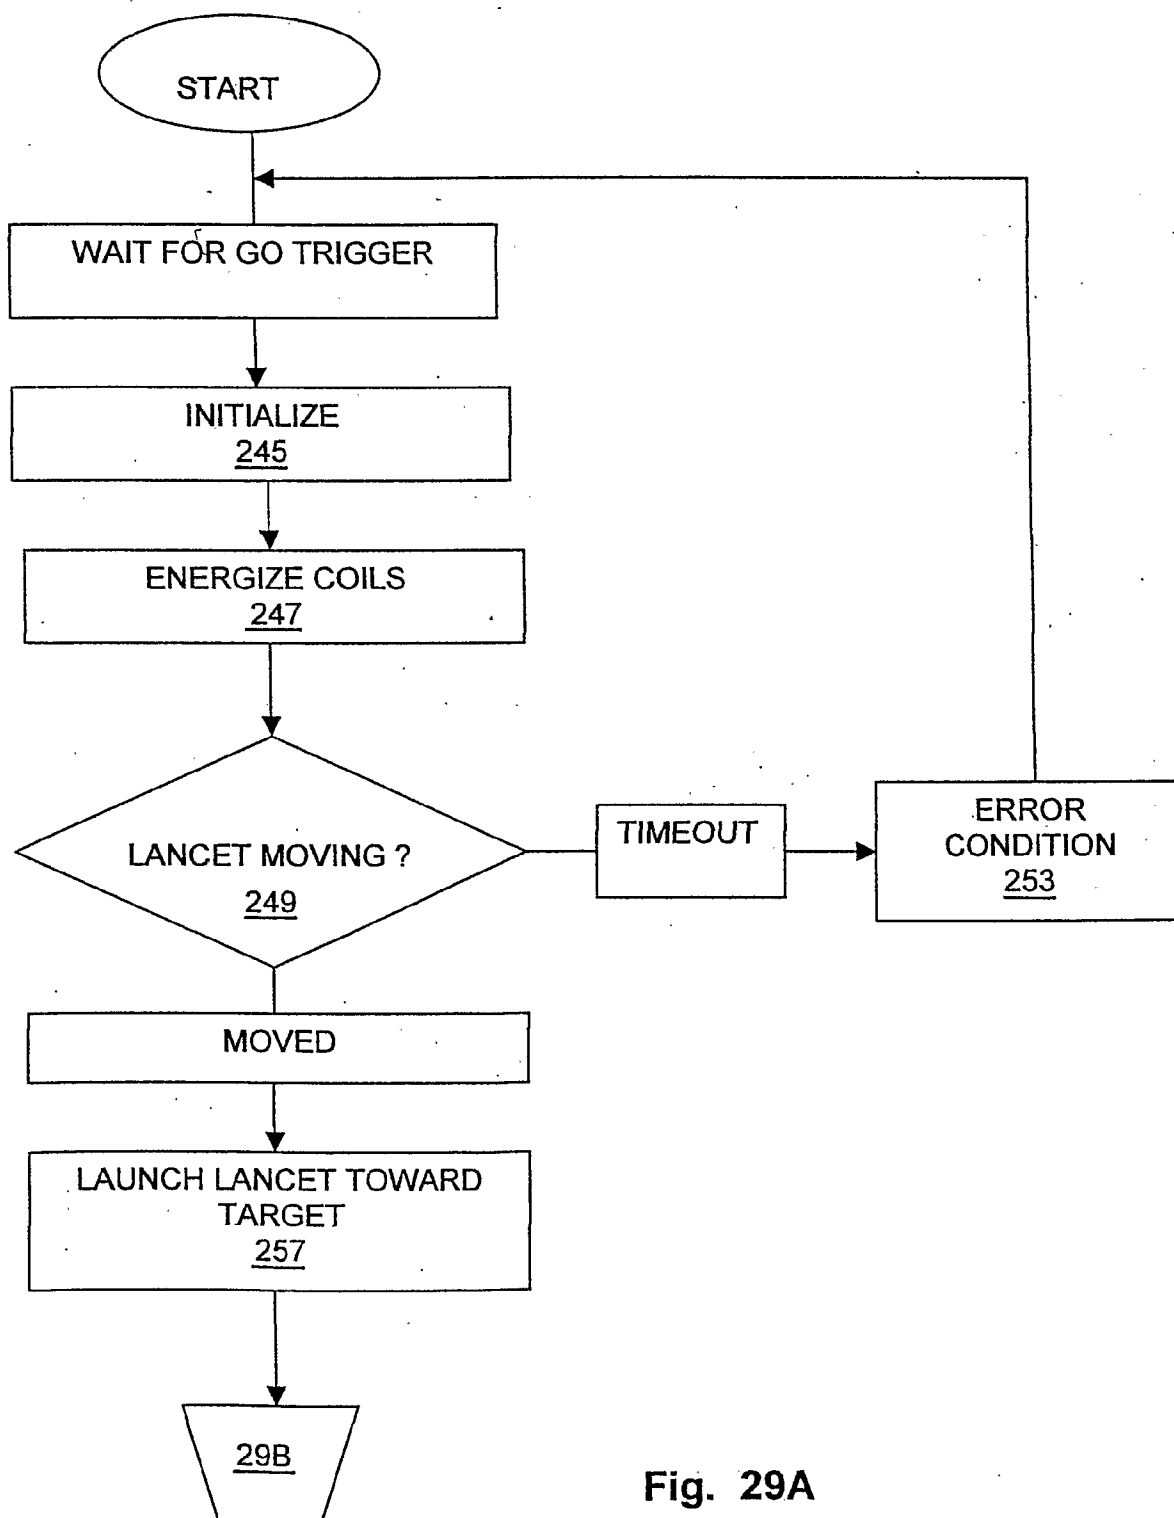 START
WAIT FOR GO TRIGGER
INITIALIZE
245
ENERGIZE COILS
247
LANCET MOVING ?
249
TIMEOUT
ERROR
CONDITION
253
MOVED
LAUNCH LANCET TOWARD
TARGET
257
29B
Fig. 29A